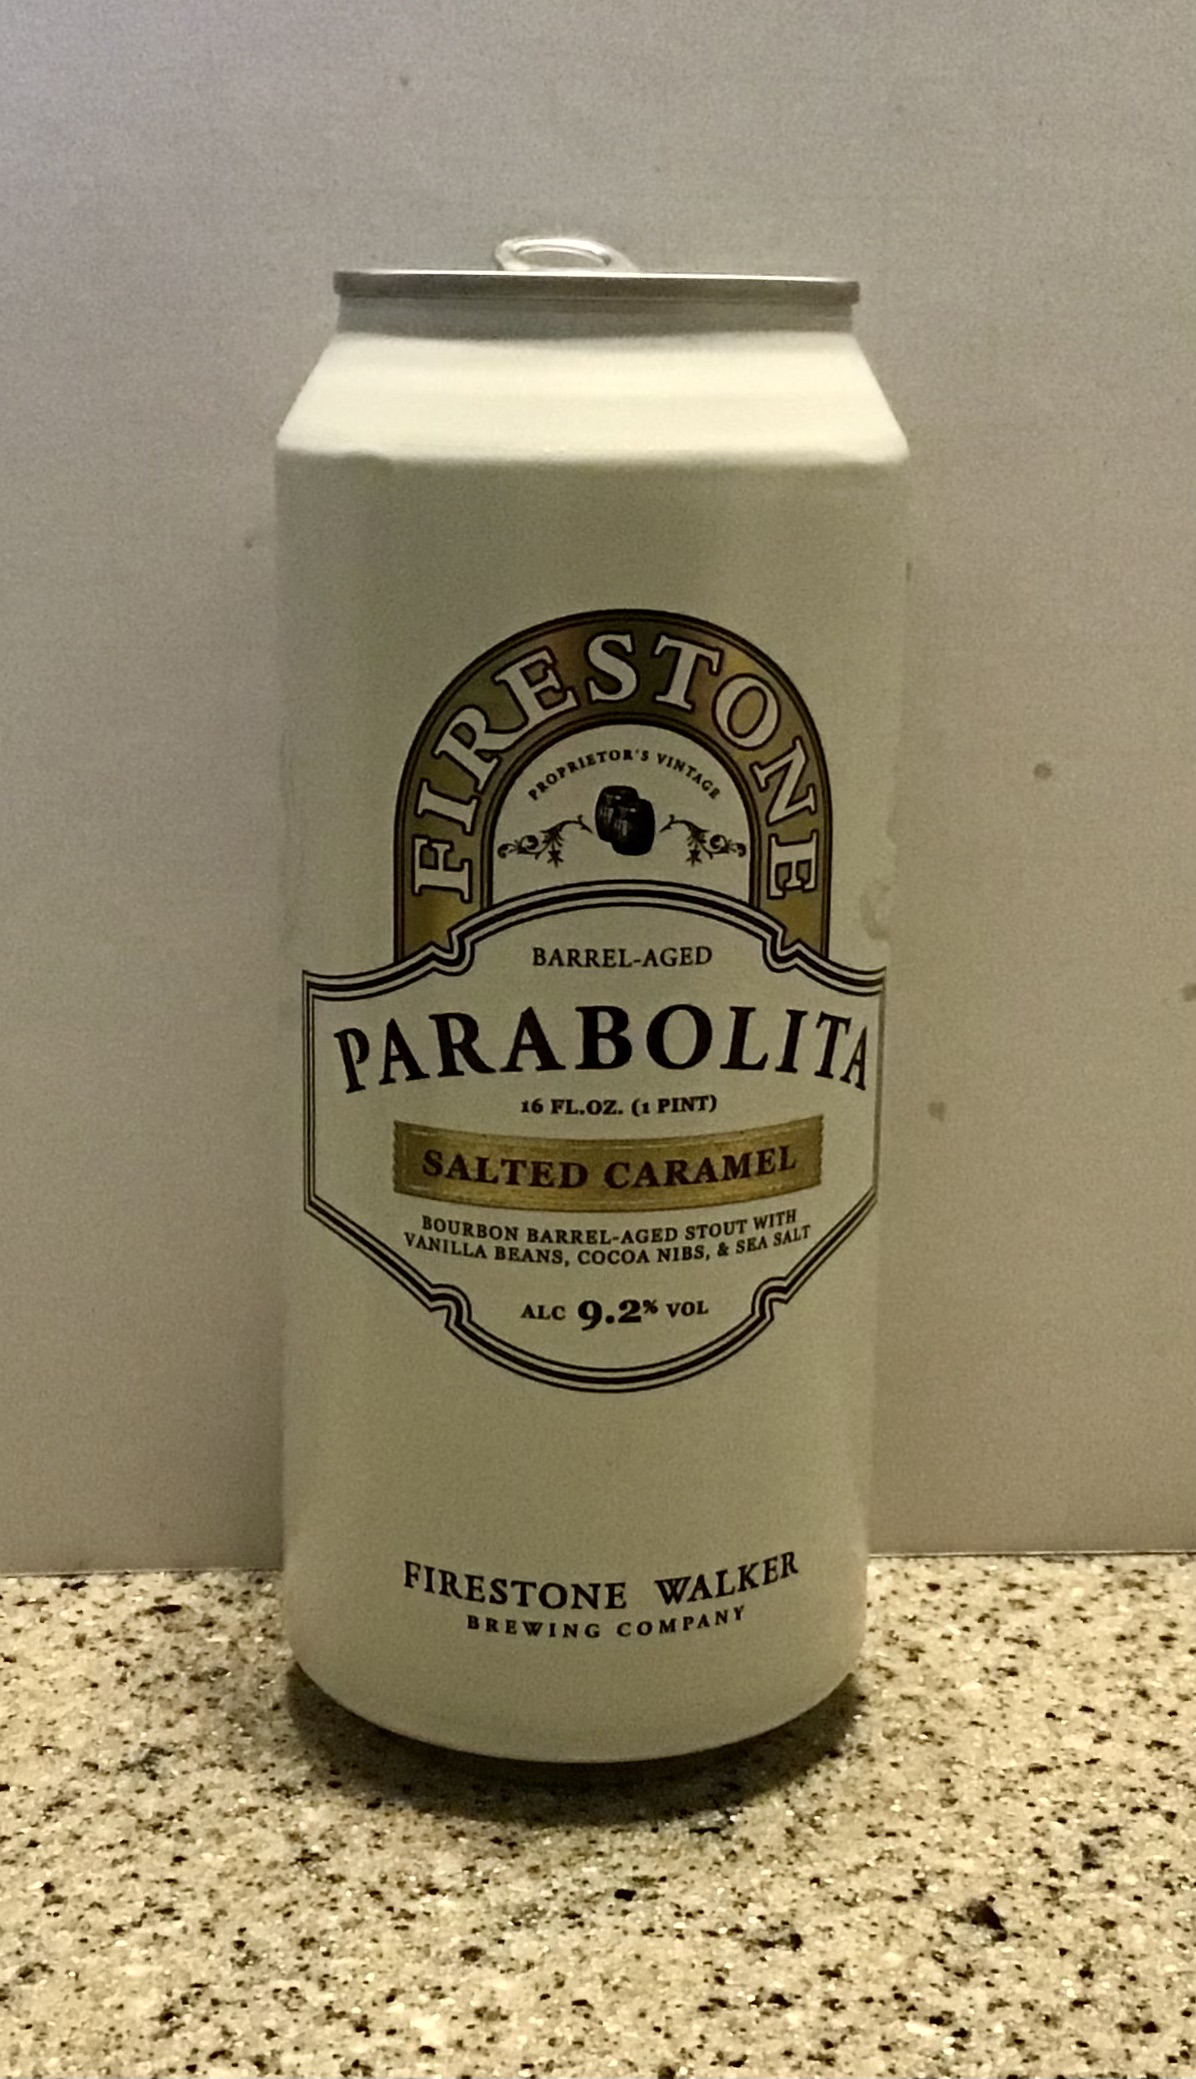 FIRESTONE
PROPRIETOR'S VINTAGE
BARREL-AGED
PARABOLITA
16 FL.OZ. (1 PINT)
SALTED CARAMEL
BOURBON BARREL-AGED STOUT WITH
VANILLA BEANS, COCOA NIBS, & SEA SALT
ALC 9.2% VOL
FIRESTONE WALKER
BREWING COMPANY